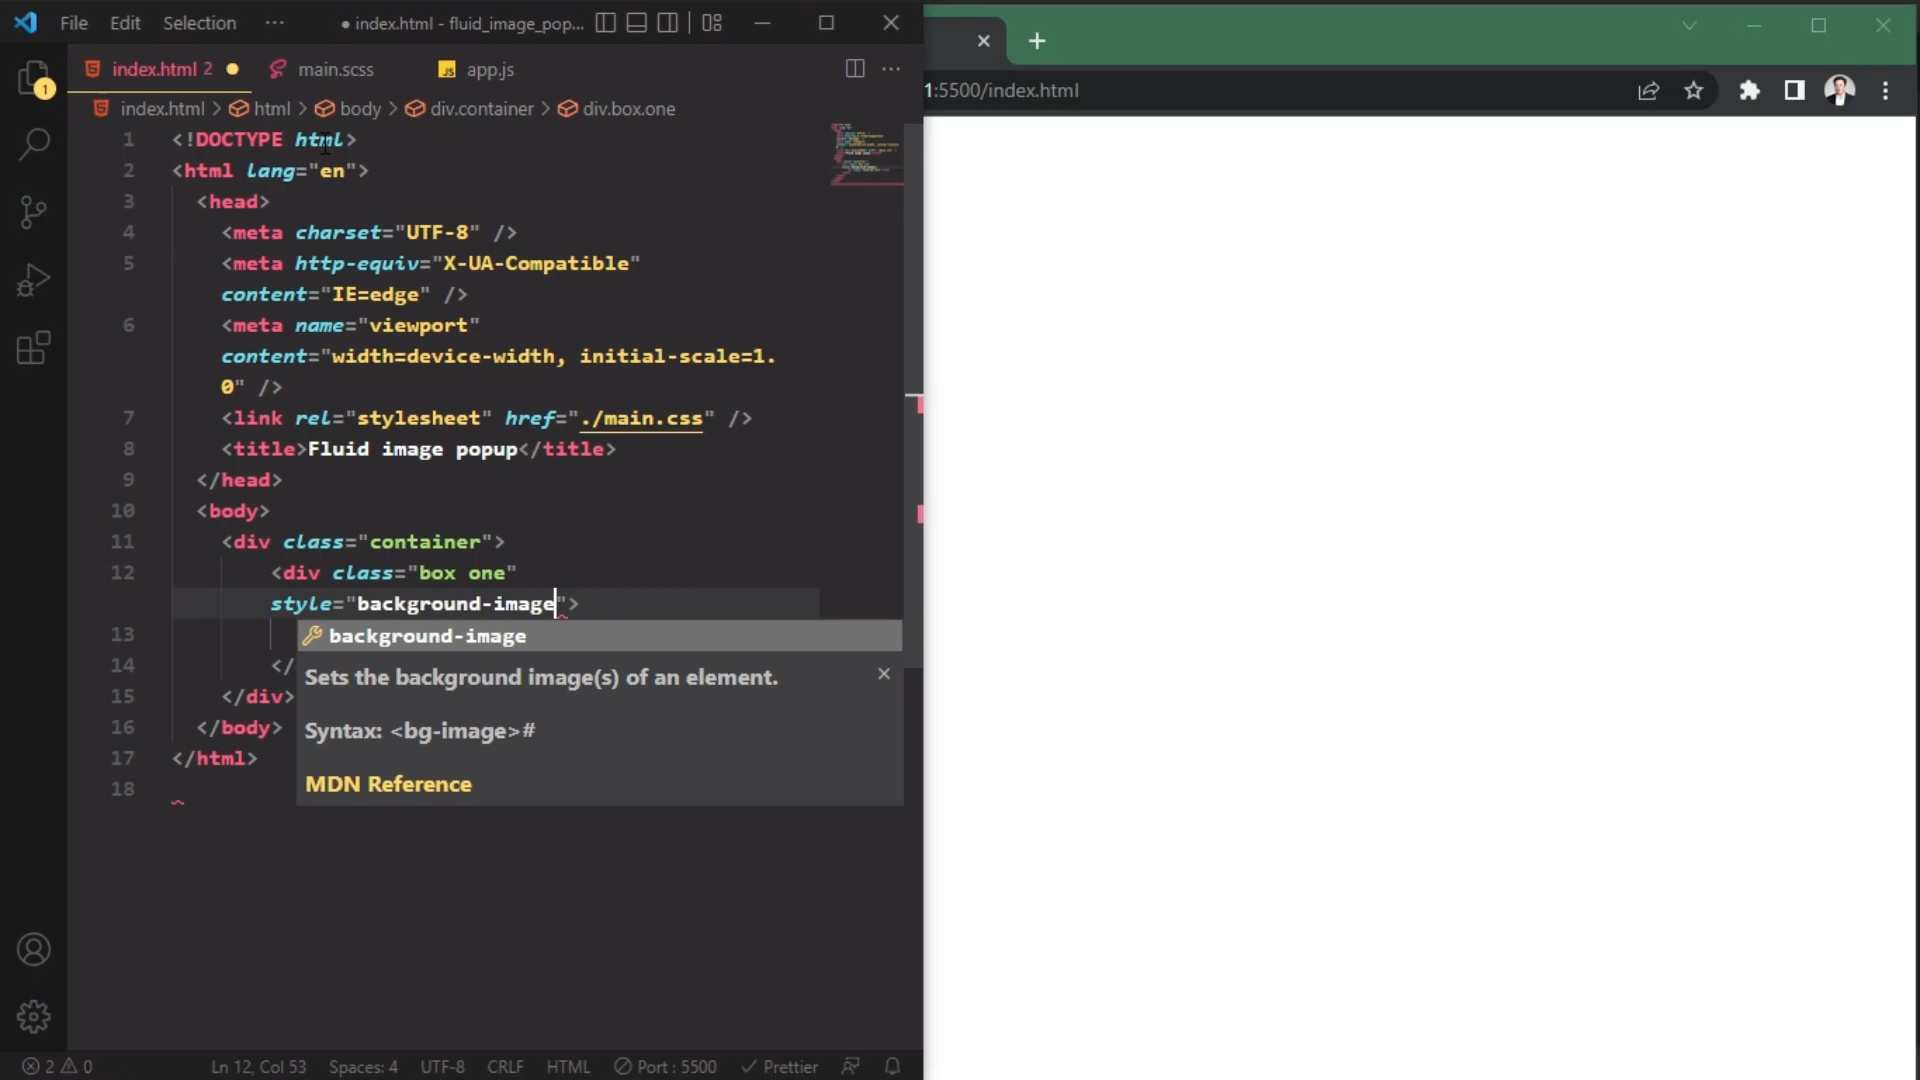 File Edit Selection ··· ● index.html - fluid_image_pop...
index.html 2 ● main.scss JS app.js ···
index.html > html > body > div.container > div.box.one
1:5500/index.html
1
1 <!DOCTYPE html>
2 <html lang="en">
3 <head>
4 <meta charset="UTF-8" />
5 <meta http-equiv="X-UA-Compatible"
content="IE=edge" />
6 <meta name="viewport"
content="width=device-width, initial-scale=1.
0" />
7 <link rel="stylesheet" href="./main.css" />
8 <title>Fluid image popup</title>
9 </head>
10 <body>
11 <div class="container">
12 <div class="box one"
style="background-image">
13
14 </
15 </div>
16 </body>
17 </html>
18
background-image
Sets the background image(s) of an element.
Syntax: <bg-image>#
MDN Reference
2 0 Ln 12, Col 53 Spaces: 4 UTF-8 CRLF HTML Port : 5500 Prettier